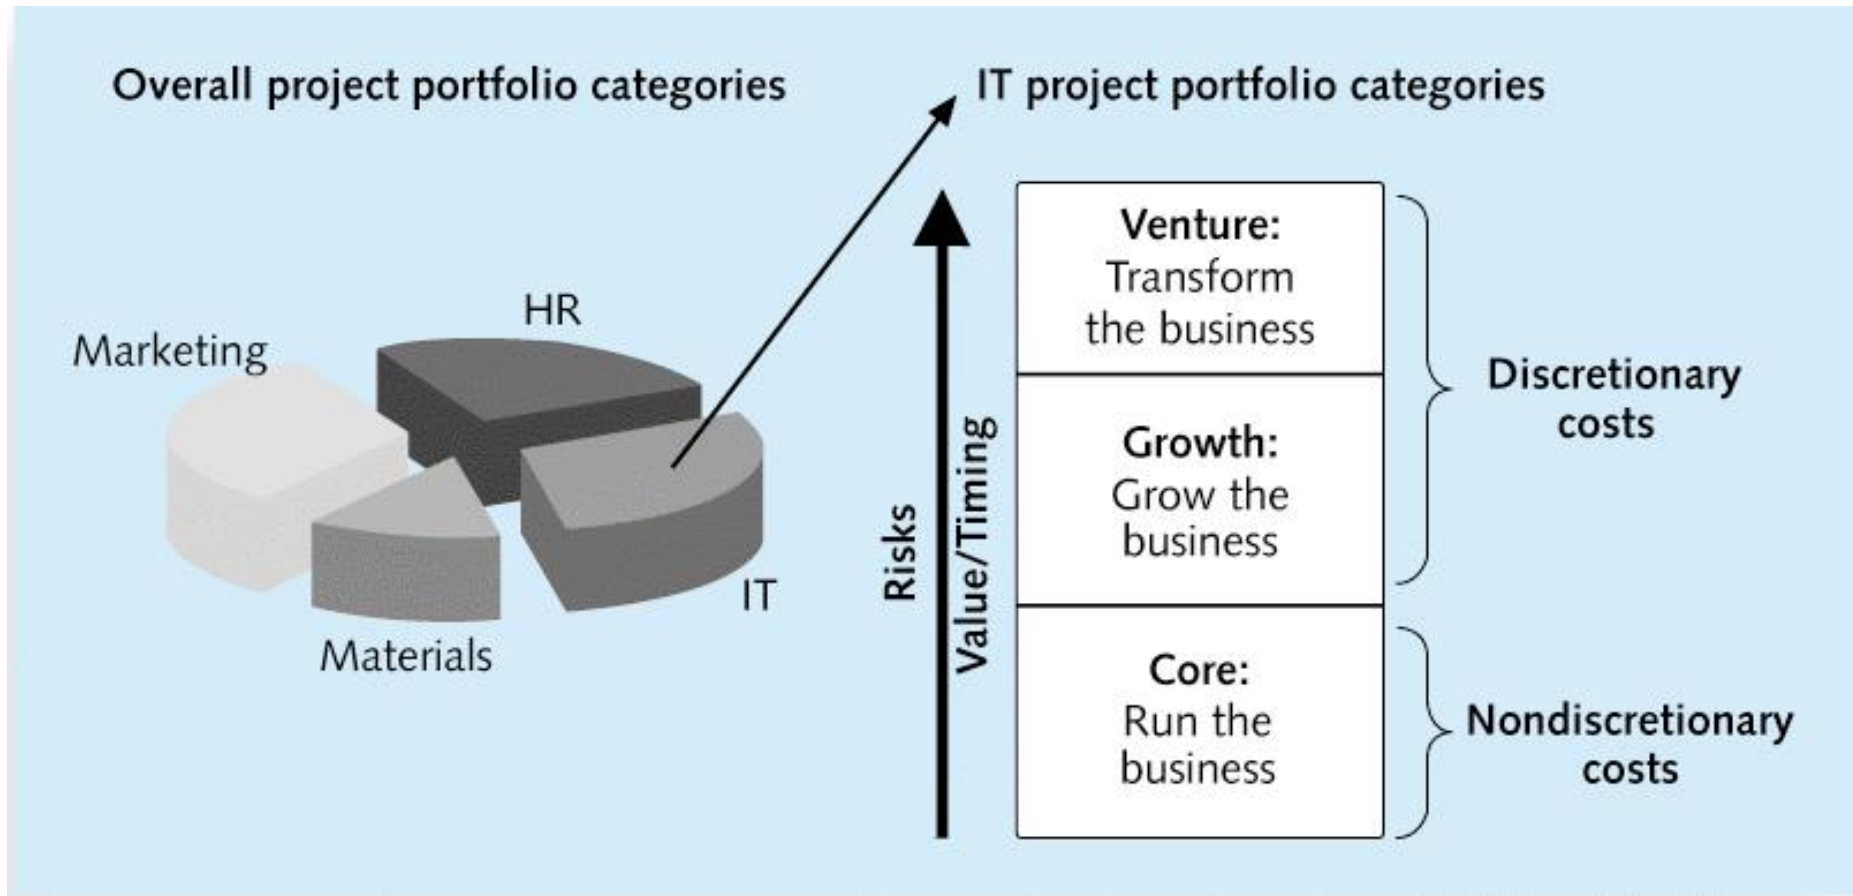 Overall project portfolio categories
IT project portfolio categories
Marketing
HR
Materials
IT
Risks
Value/Timing
Venture:
Transform
the business
Growth:
Grow the
business
Core:
Run the
business
Discretionary
costs
Nondiscretionary
costs